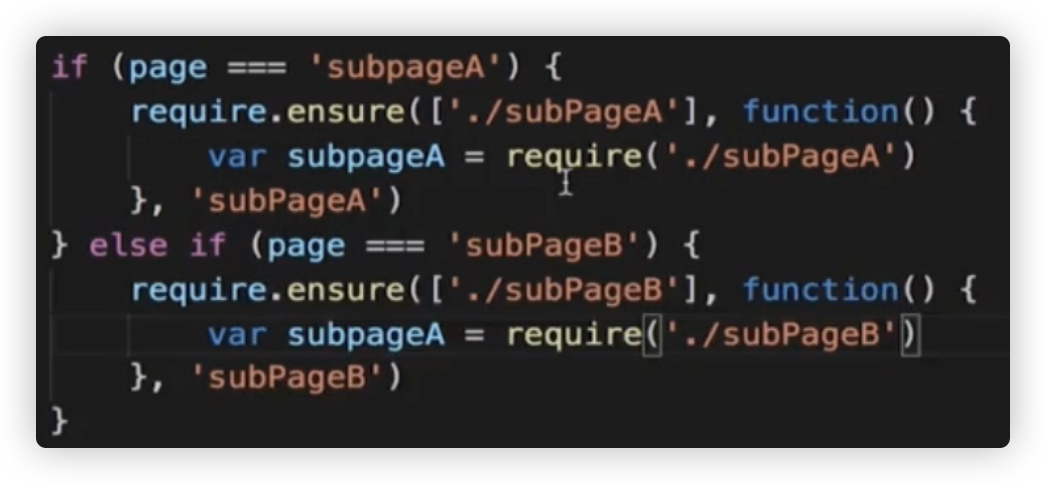 if (page === 'subpageA') {
    require.ensure(['./subPageA'], function() {
        var subpageA = require('./subPageA')
    }, 'subPageA')
} else if (page === 'subPageB') {
    require.ensure(['./subPageB'], function() {
        var subpageA = require('./subPageB')
    }, 'subPageB')
}